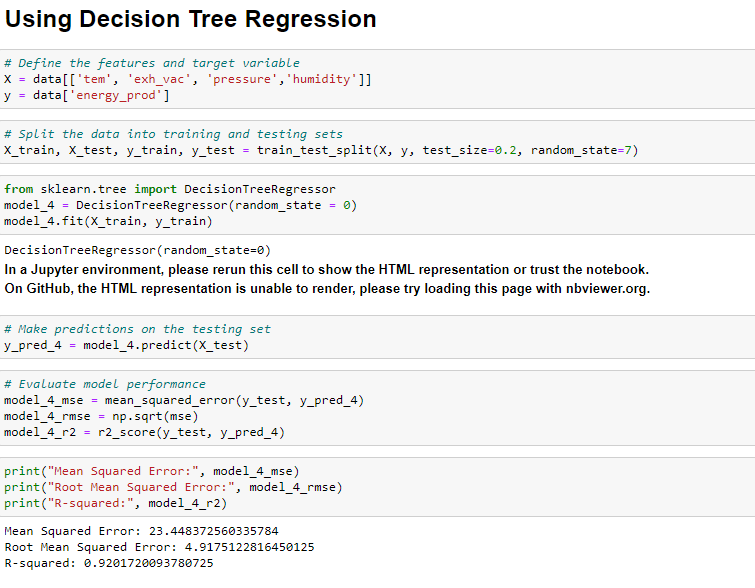 Using Decision Tree Regression
# Define the features and target variable
X = data[['tem', 'exh_vac', 'pressure','humidity']]
y = data['energy_prod']
# Split the data into training and testing sets
X_train, X_test, y_train, y_test = train_test_split(X, y, test_size=0.2, random_state=7)
from sklearn.tree import DecisionTreeRegressor
model_4 = DecisionTreeRegressor(random_state = 0)
model_4.fit(X_train, y_train)
DecisionTreeRegressor(random_state=0)
In a Jupyter environment, please rerun this cell to show the HTML representation or trust the notebook.
On GitHub, the HTML representation is unable to render, please try loading this page with nbviewer.org.
# Make predictions on the testing set
y_pred_4 = model_4.predict(X_test)
# Evaluate model performance
model_4_mse = mean_squared_error(y_test, y_pred_4)
model_4_rmse = np.sqrt(mse)
model_4_r2 = r2_score(y_test, y_pred_4)
print("Mean Squared Error:", model_4_mse)
print("Root Mean Squared Error:", model_4_rmse)
print("R-squared:", model_4_r2)
Mean Squared Error: 23.448372560335784
Root Mean Squared Error: 4.9175122816450125
R-squared: 0.9201720093780725